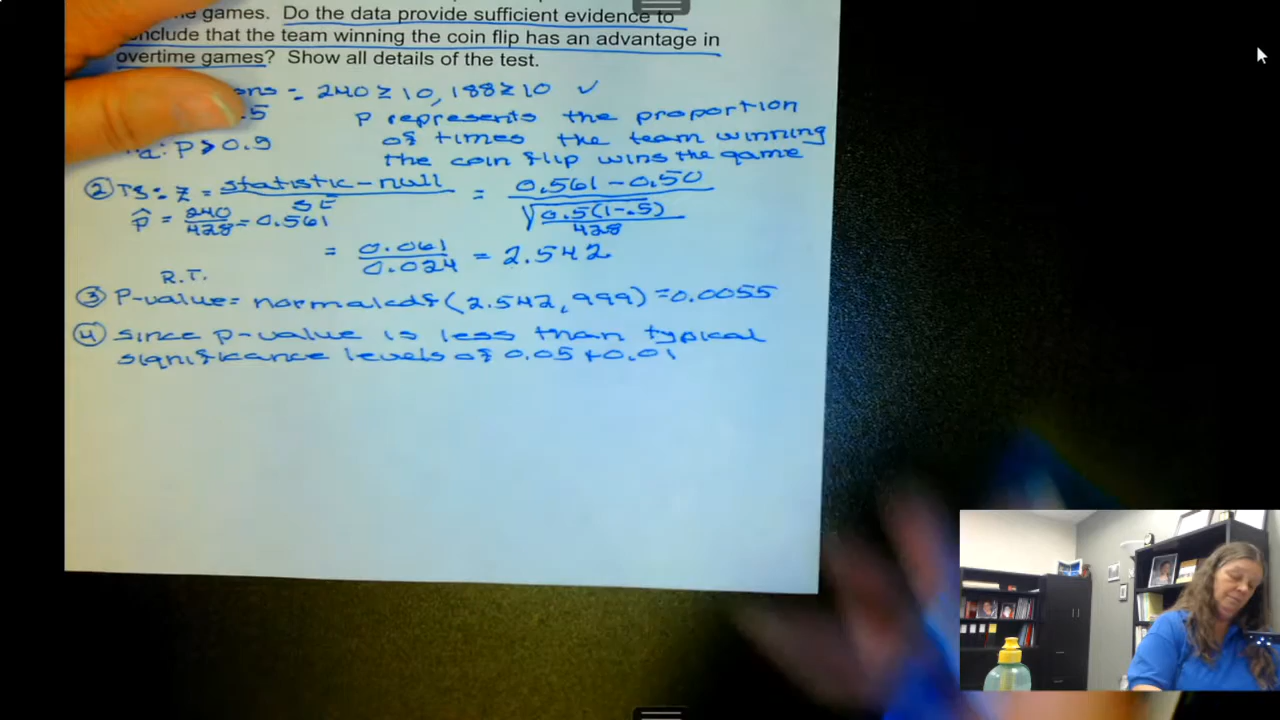 games. Do the data provide sufficient evidence to
nclude that the team winning the coin flip has an advantage in
overtime games? Show all details of the test.
ons = 240 ≥ 10, 188 ≥ 10 ✓
.5
P represents the proportion
of times the team winning
the coin flip wins the game
a: P > 0.5
② TS: z = statistic - null / SE = 0.561 - 0.50 / √0.5(1-.5)/428
p̂ = 240/428 = 0.561
= 0.061/0.024 = 2.542
R.T.
③ P-value = normalcdf(2.542, 999) = 0.0055
④ Since p-value is less than typical
significance levels of 0.05 + 0.01